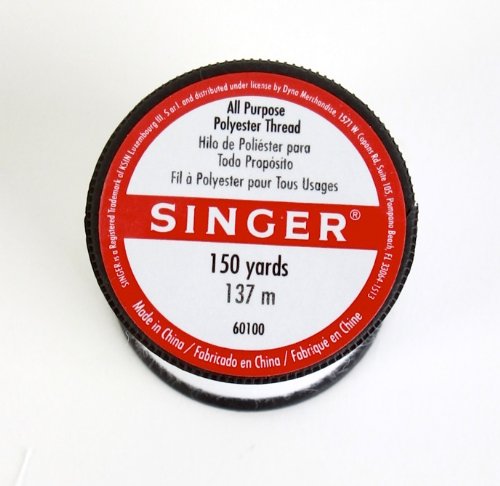 SINGER is a Registered Trademark of KSIN Luxembourg III, S.ar.l. and distributed under license by Dyno Merchandise, 1571 W. Copans Rd, Suite 105, Pompano Beach, FL 33064-1513
All Purpose
Polyester Thread
Hilo de Poliéster para
Todo Propósito
Fil à Polyester pour Tous Usages
SINGER®
150 yards
137 m
60100
Made in China / Fabricado en China / Fabriqué en Chine